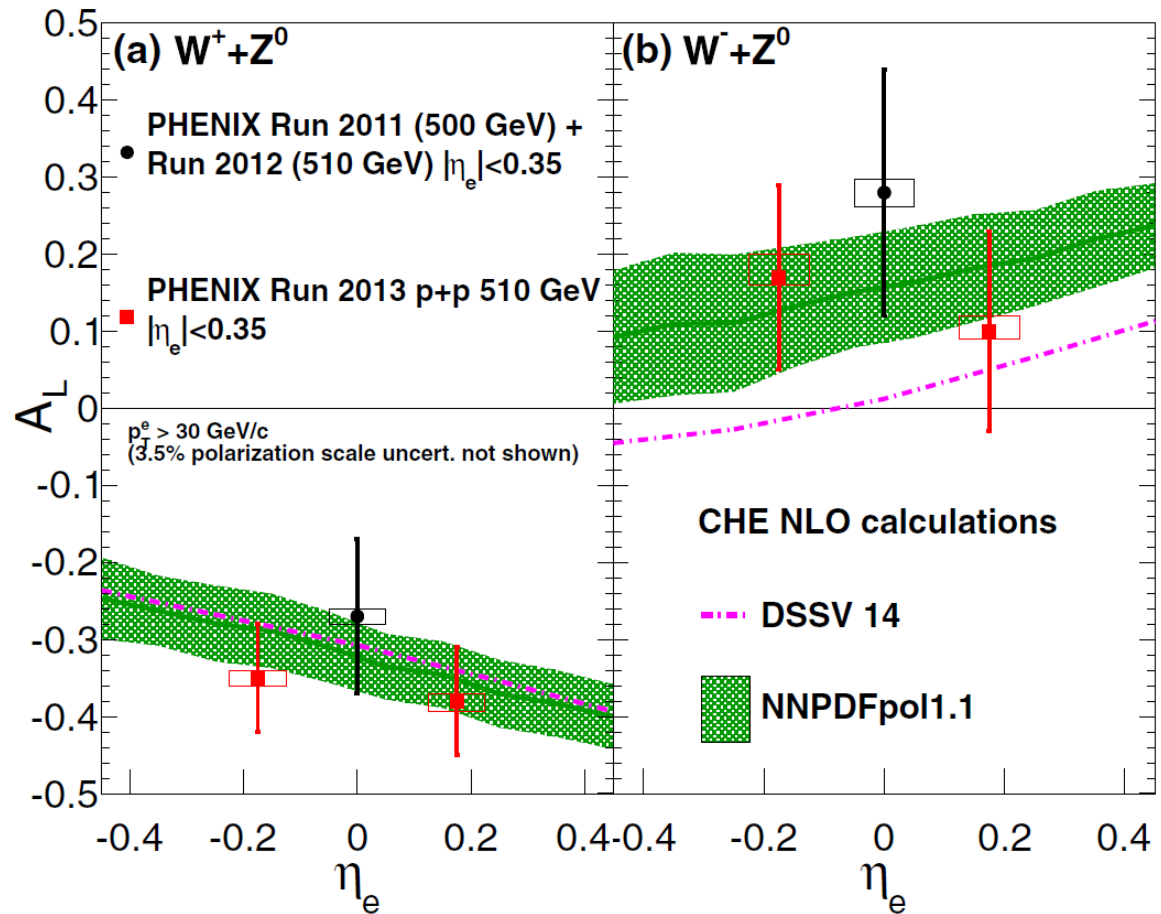 (a) W⁺+Z⁰
PHENIX Run 2011 (500 GeV) +
Run 2012 (510 GeV) |ηₑ|<0.35
PHENIX Run 2013 p+p 510 GeV
|ηₑ|<0.35
p_T^e > 30 GeV/c
(3.5% polarization scale uncert. not shown)
(b) W⁻+Z⁰
CHE NLO calculations
DSSV 14
NNPDFpol1.1
A_L
0.5
0.4
0.3
0.2
0.1
0
-0.1
-0.2
-0.3
-0.4
-0.5
-0.4 -0.2 0 0.2 0.4
-0.4 -0.2 0 0.2 0.4
ηₑ
ηₑ